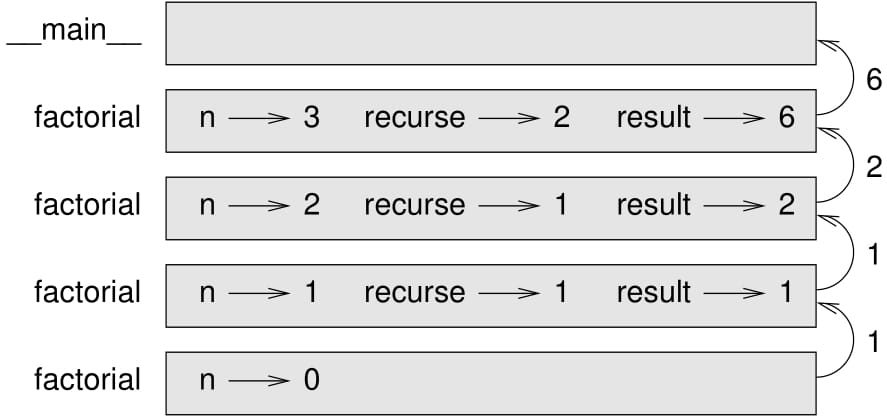 __main__
6
factorial n 3 recurse 2 result 6
2
factorial n 2 recurse 1 result 2
1
factorial n 1 recurse 1 result 1
1
factorial n 0